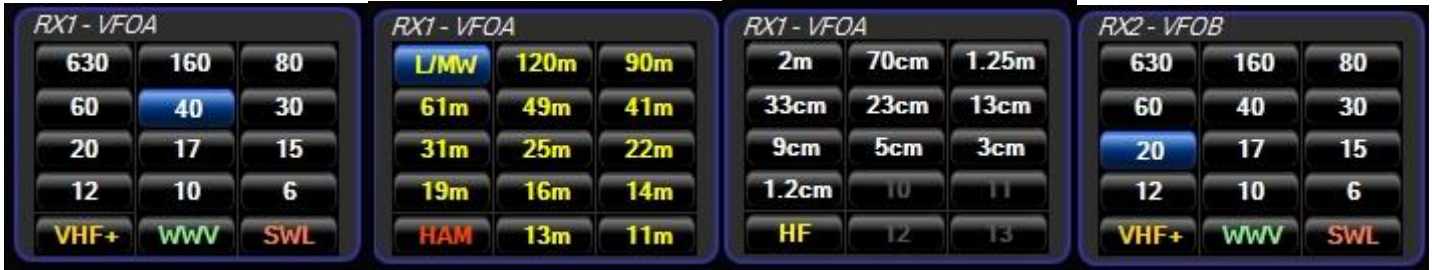 RX1 - VFOA
630 160 80
60 40 30
20 17 15
12 10 6
VHF+ WWV SWL
RX1 - VFOA
L/MW 120m 90m
61m 49m 41m
31m 25m 22m
19m 16m 14m
HAM 13m 11m
RX1 - VFOA
2m 70cm 1.25m
33cm 23cm 13cm
9cm 5cm 3cm
1.2cm 10 11
HF 12 13
RX2 - VFOB
630 160 80
60 40 30
20 17 15
12 10 6
VHF+ WWV SWL